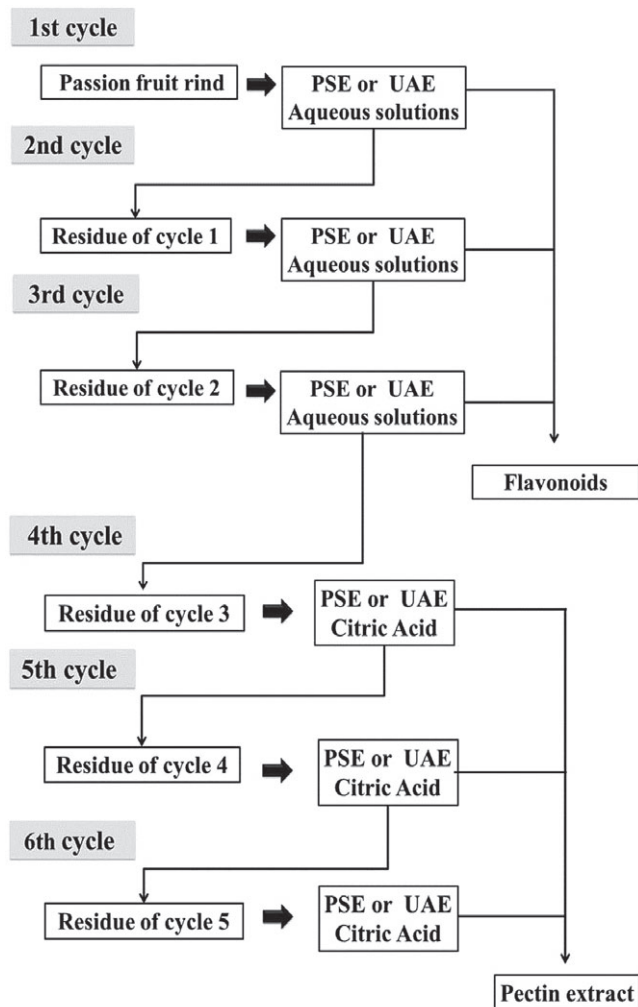 1st cycle
Passion fruit rind
PSE or UAE
Aqueous solutions
2nd cycle
Residue of cycle 1
PSE or UAE
Aqueous solutions
3rd cycle
Residue of cycle 2
PSE or UAE
Aqueous solutions
Flavonoids
4th cycle
Residue of cycle 3
PSE or UAE
Citric Acid
5th cycle
Residue of cycle 4
PSE or UAE
Citric Acid
6th cycle
Residue of cycle 5
PSE or UAE
Citric Acid
Pectin extract